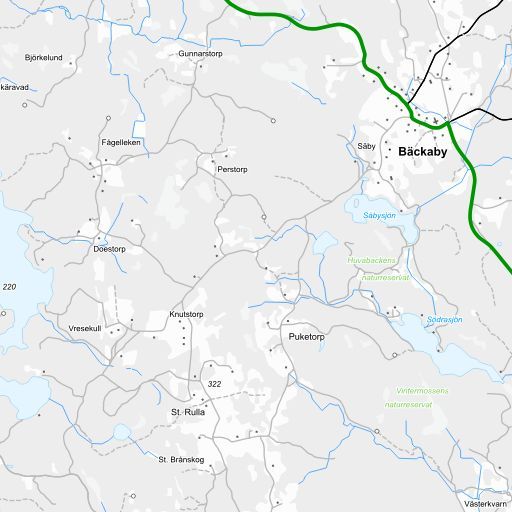 Gunnarstorp
Björkelund
käravad
Fågelleken
Säby
Bäckaby
Perstorp
Säbysjön
Doestorp
Huvabackens
naturreservat
220
Knutstorp
Södrasjön
Vresekull
Puketorp
322
Vintermossens
naturreservat
St. Rulla
St. Bränskog
Västerkvarn